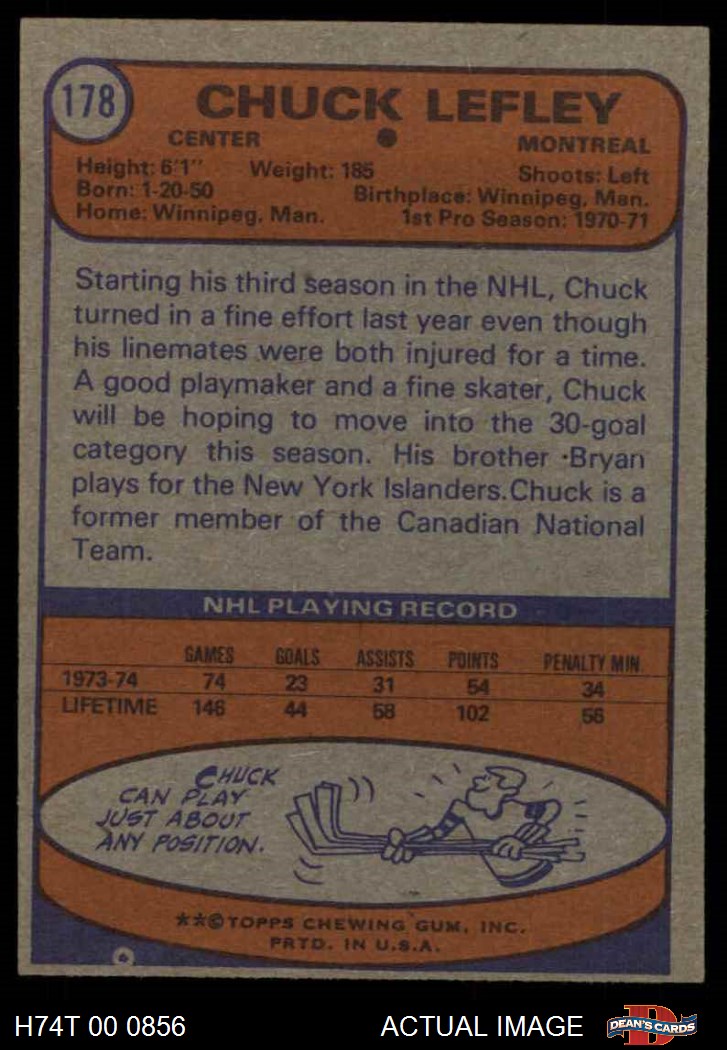 178
CHUCK LEFLEY
CENTER MONTREAL
Height: 6'1" Weight: 185 Shoots: Left
Born: 1-20-50 Birthplace: Winnipeg, Man.
Home: Winnipeg, Man. 1st Pro Season: 1970-71
Starting his third season in the NHL, Chuck
turned in a fine effort last year even though
his linemates were both injured for a time.
A good playmaker and a fine skater, Chuck
will be hoping to move into the 30-goal
category this season. His brother Bryan
plays for the New York Islanders. Chuck is a
former member of the Canadian National
Team.
NHL PLAYING RECORD
GAMES GOALS ASSISTS POINTS PENALTY MIN.
1973-74 74 23 31 54 34
LIFETIME 146 44 58 102 56
CHUCK
CAN PLAY
JUST ABOUT
ANY POSITION.
**©TOPPS CHEWING GUM, INC.
PRTD. IN U.S.A.
H74T 00 0856 ACTUAL IMAGE D DEAN'S CARDS